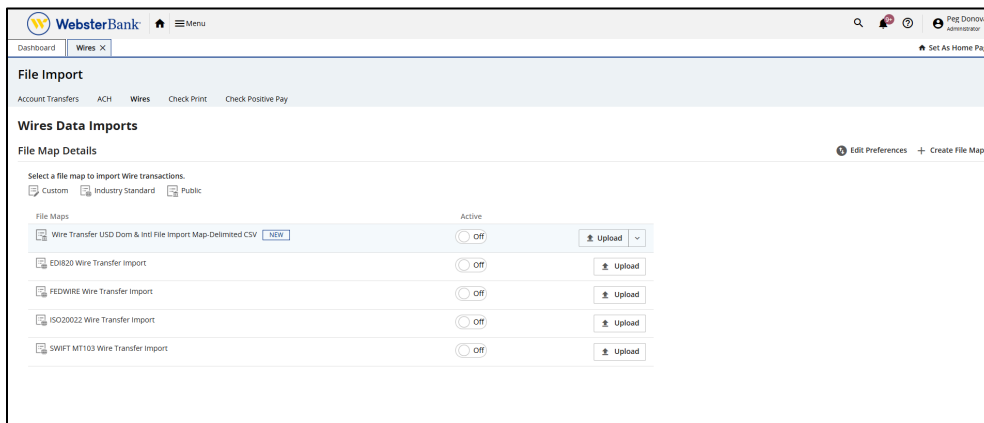 WebsterBank Menu 9+ Peg Donova
Administrator
Dashboard Wires X Set As Home Pag
File Import
Account Transfers ACH Wires Check Print Check Positive Pay
Wires Data Imports
File Map Details Edit Preferences + Create File Map
Select a file map to import Wire transactions.
Custom Industry Standard Public
File Maps Active
Wire Transfer USD Dom & Intl File Import Map-Delimited CSV NEW Off Upload
EDI820 Wire Transfer Import Off Upload
FEDWIRE Wire Transfer Import Off Upload
ISO20022 Wire Transfer Import Off Upload
SWIFT MT103 Wire Transfer Import Off Upload